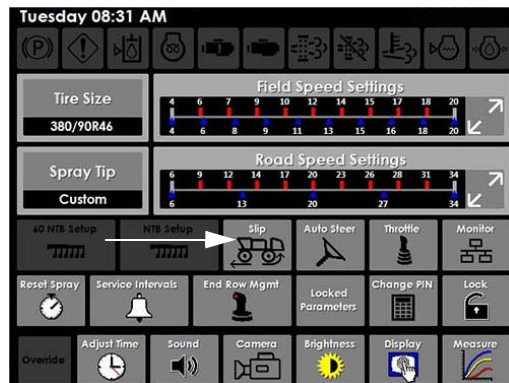 Tuesday 08:31 AM
(P)
Tire Size
380/90R46
Field Speed Settings
4 6 7 9 10 12 14 15 17 18 20
4 6 8 9 11 13 15 16 18 20
Spray Tip
Custom
Road Speed Settings
6 9 12 14 17 20 23 26 28 31 34
6 13 20 27 34
60 NTB Setup
NTB Setup
Slip
Auto Steer
Throttle
Monitor
Reset Spray
Service Intervals
End Row Mgmt
Locked Parameters
Change PIN
Lock
Override
Adjust Time
Sound
Camera
Brightness
Display
Measure